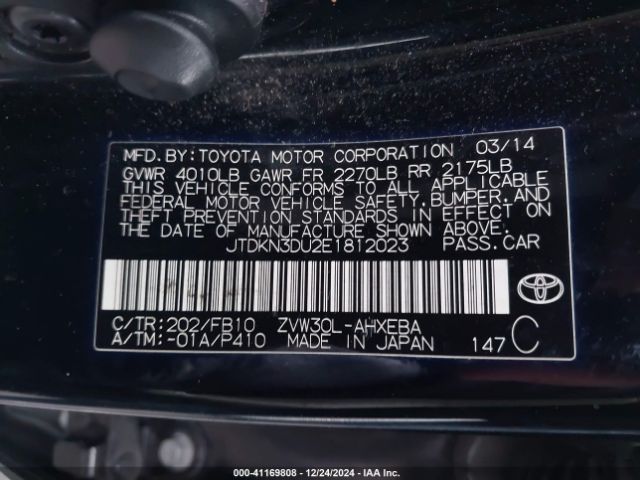 MFD. BY: TOYOTA MOTOR CORPORATION 03/14
GVWR 4010LB GAWR FR 2270LB RR 2175LB
THIS VEHICLE CONFORMS TO ALL APPLICABLE
FEDERAL MOTOR VEHICLE SAFETY, BUMPER, AND
THEFT PREVENTION STANDARDS IN EFFECT ON
THE DATE OF MANUFACTURE SHOWN ABOVE.
JTDKN3DU2E1812023 PASS. CAR
C/TR: 202/FB10 ZVW30L-AHXEBA
A/TM: -01A/P410 MADE IN JAPAN 147 C
000-41169808 - 12/24/2024 - IAA Inc.